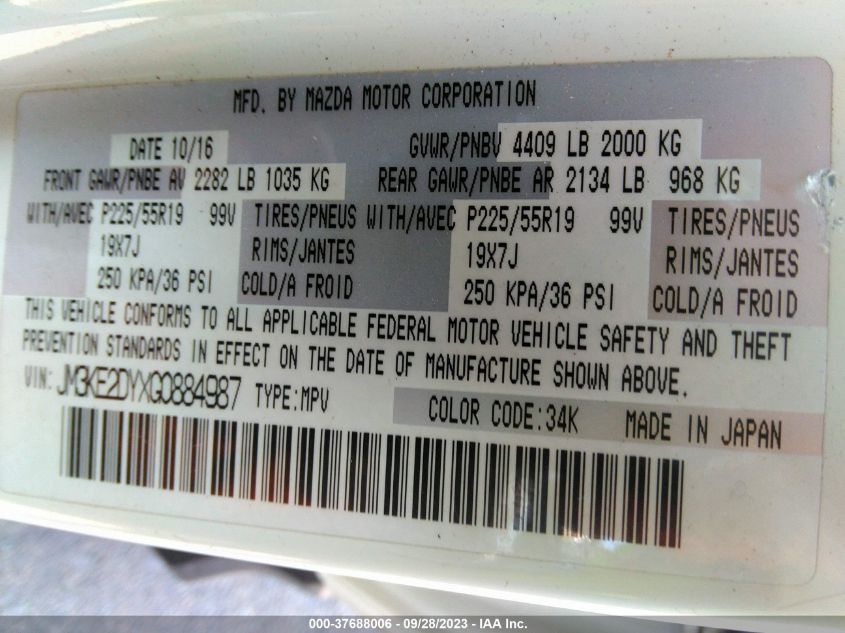 MFD. BY MAZDA MOTOR CORPORATION
DATE 10/16 GVWR/PNBV 4409 LB 2000 KG
FRONT GAWR/PNBE AV 2282 LB 1035 KG REAR GAWR/PNBE AR 2134 LB 968 KG
WITH/AVEC P225/55R19 99V TIRES/PNEUS WITH/AVEC P225/55R19 99V TIRES/PNEUS
19X7J RIMS/JANTES 19X7J RIMS/JANTES
250 KPA/36 PSI COLD/A FROID 250 KPA/36 PSI COLD/A FROID
THIS VEHICLE CONFORMS TO ALL APPLICABLE FEDERAL MOTOR VEHICLE SAFETY AND THEFT
PREVENTION STANDARDS IN EFFECT ON THE DATE OF MANUFACTURE SHOWN ABOVE.
VIN: JM3KE2DYXG0884987 TYPE:MPV COLOR CODE:34K MADE IN JAPAN
000-37688006 - 09/28/2023 - IAA Inc.